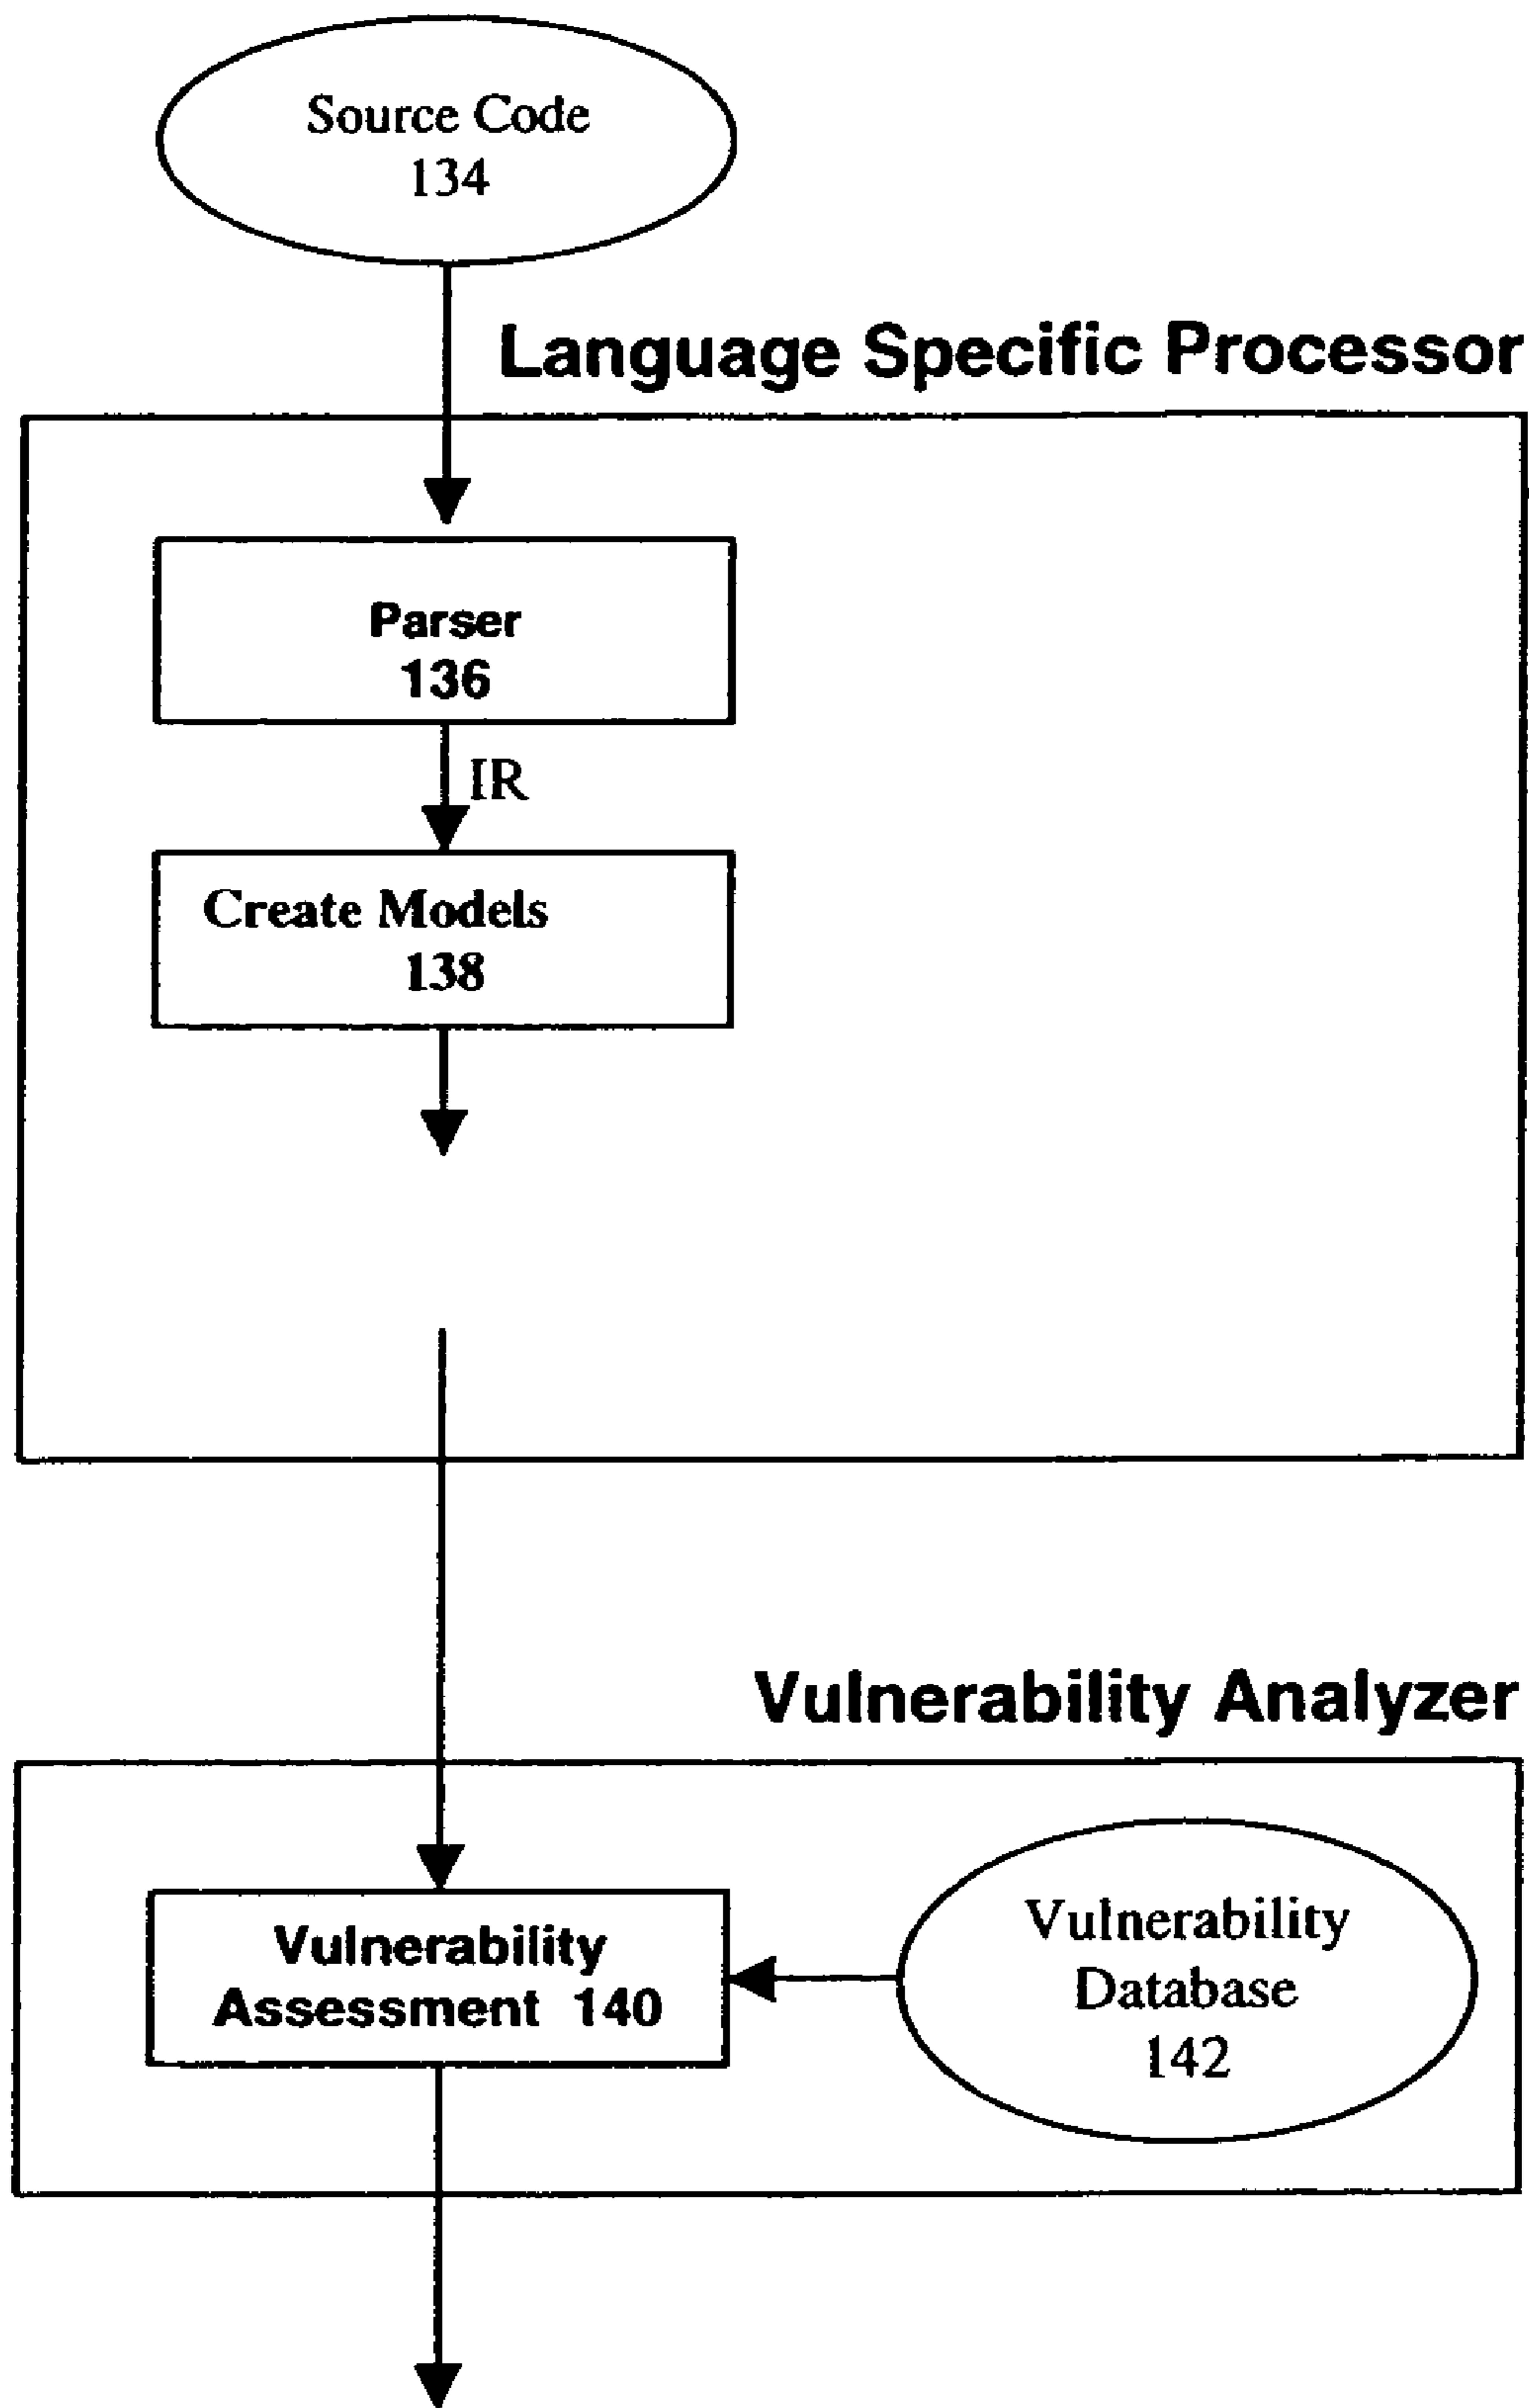 Source Code
134
Language Specific Processor
Parser
136
IR
Create Models
138
Vulnerability Analyzer
Vulnerability
Assessment 140
Vulnerability
Database
142